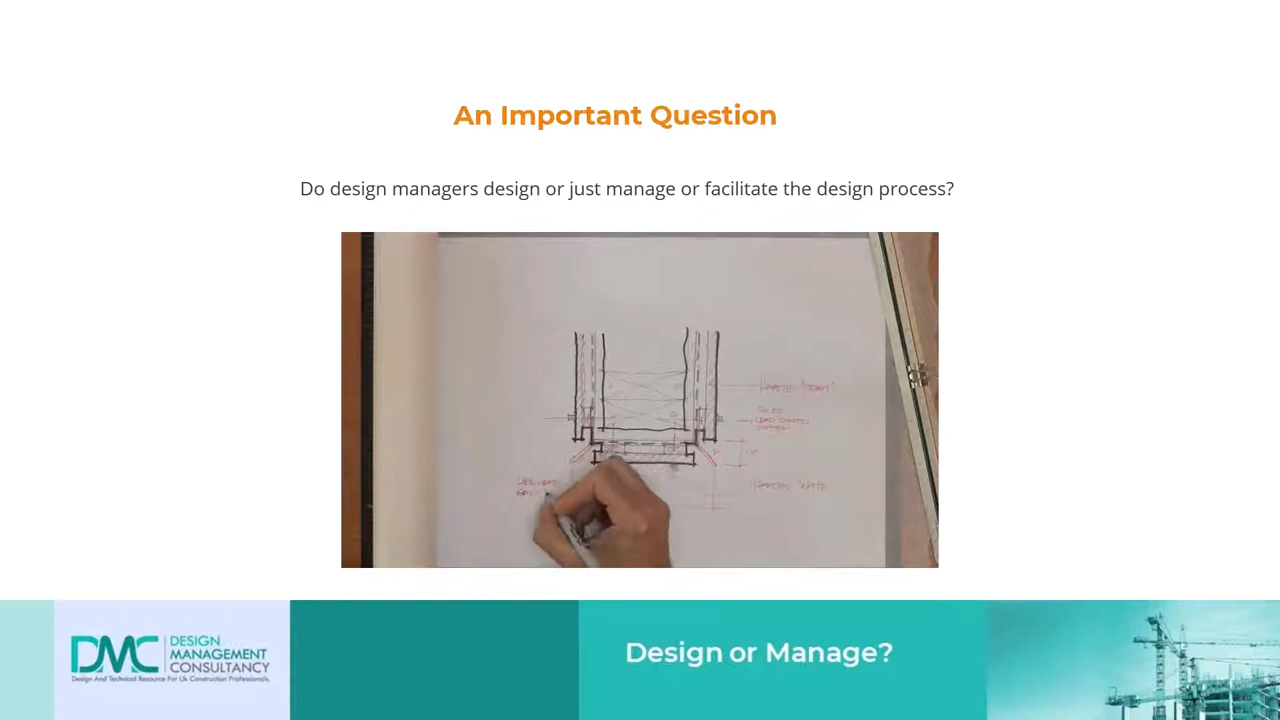 An Important Question
Do design managers design or just manage or facilitate the design process?
DMC
DESIGN
MANAGEMENT
CONSULTANCY
Design And Technical Resource For Uk Construction Professionals.
Design or Manage?